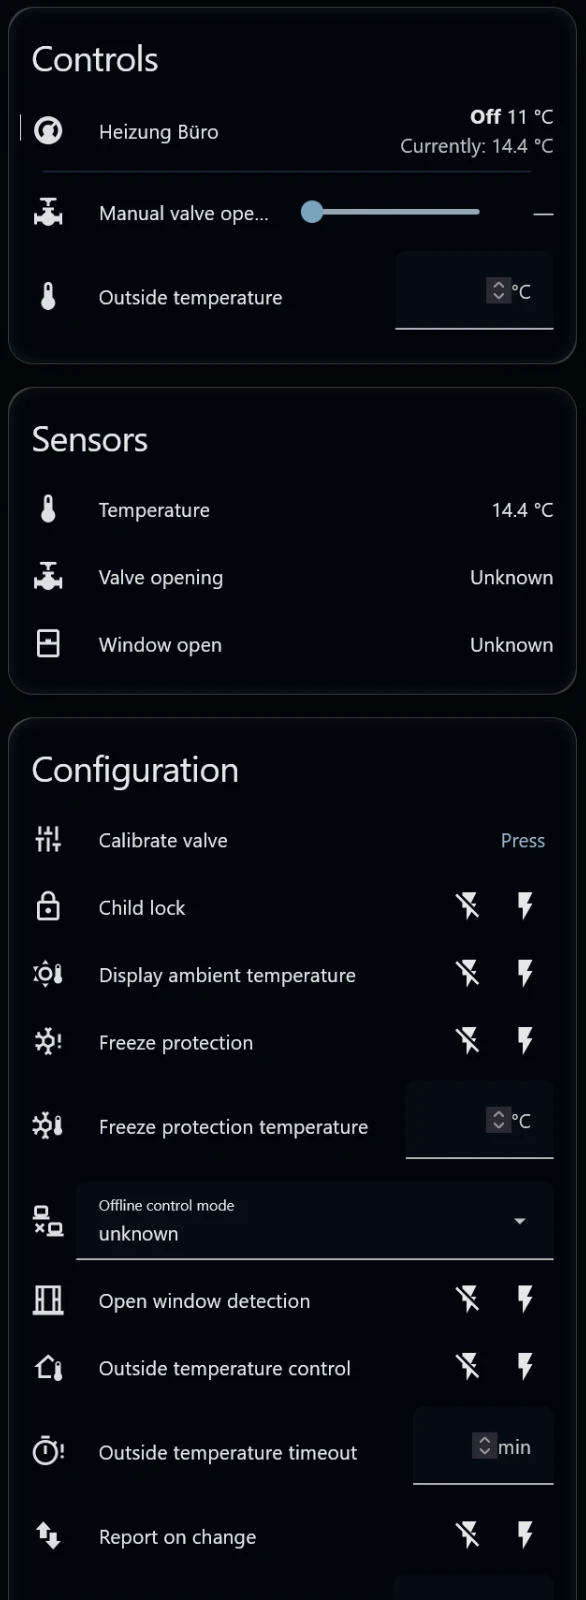 Controls
Heizung Büro
Off 11 °C
Currently: 14.4 °C
Manual valve ope...
—
Outside temperature
°C
Sensors
Temperature
14.4 °C
Valve opening
Unknown
Window open
Unknown
Configuration
Calibrate valve
Press
Child lock
Display ambient temperature
Freeze protection
Freeze protection temperature
°C
Offline control mode
unknown
Open window detection
Outside temperature control
Outside temperature timeout
min
Report on change